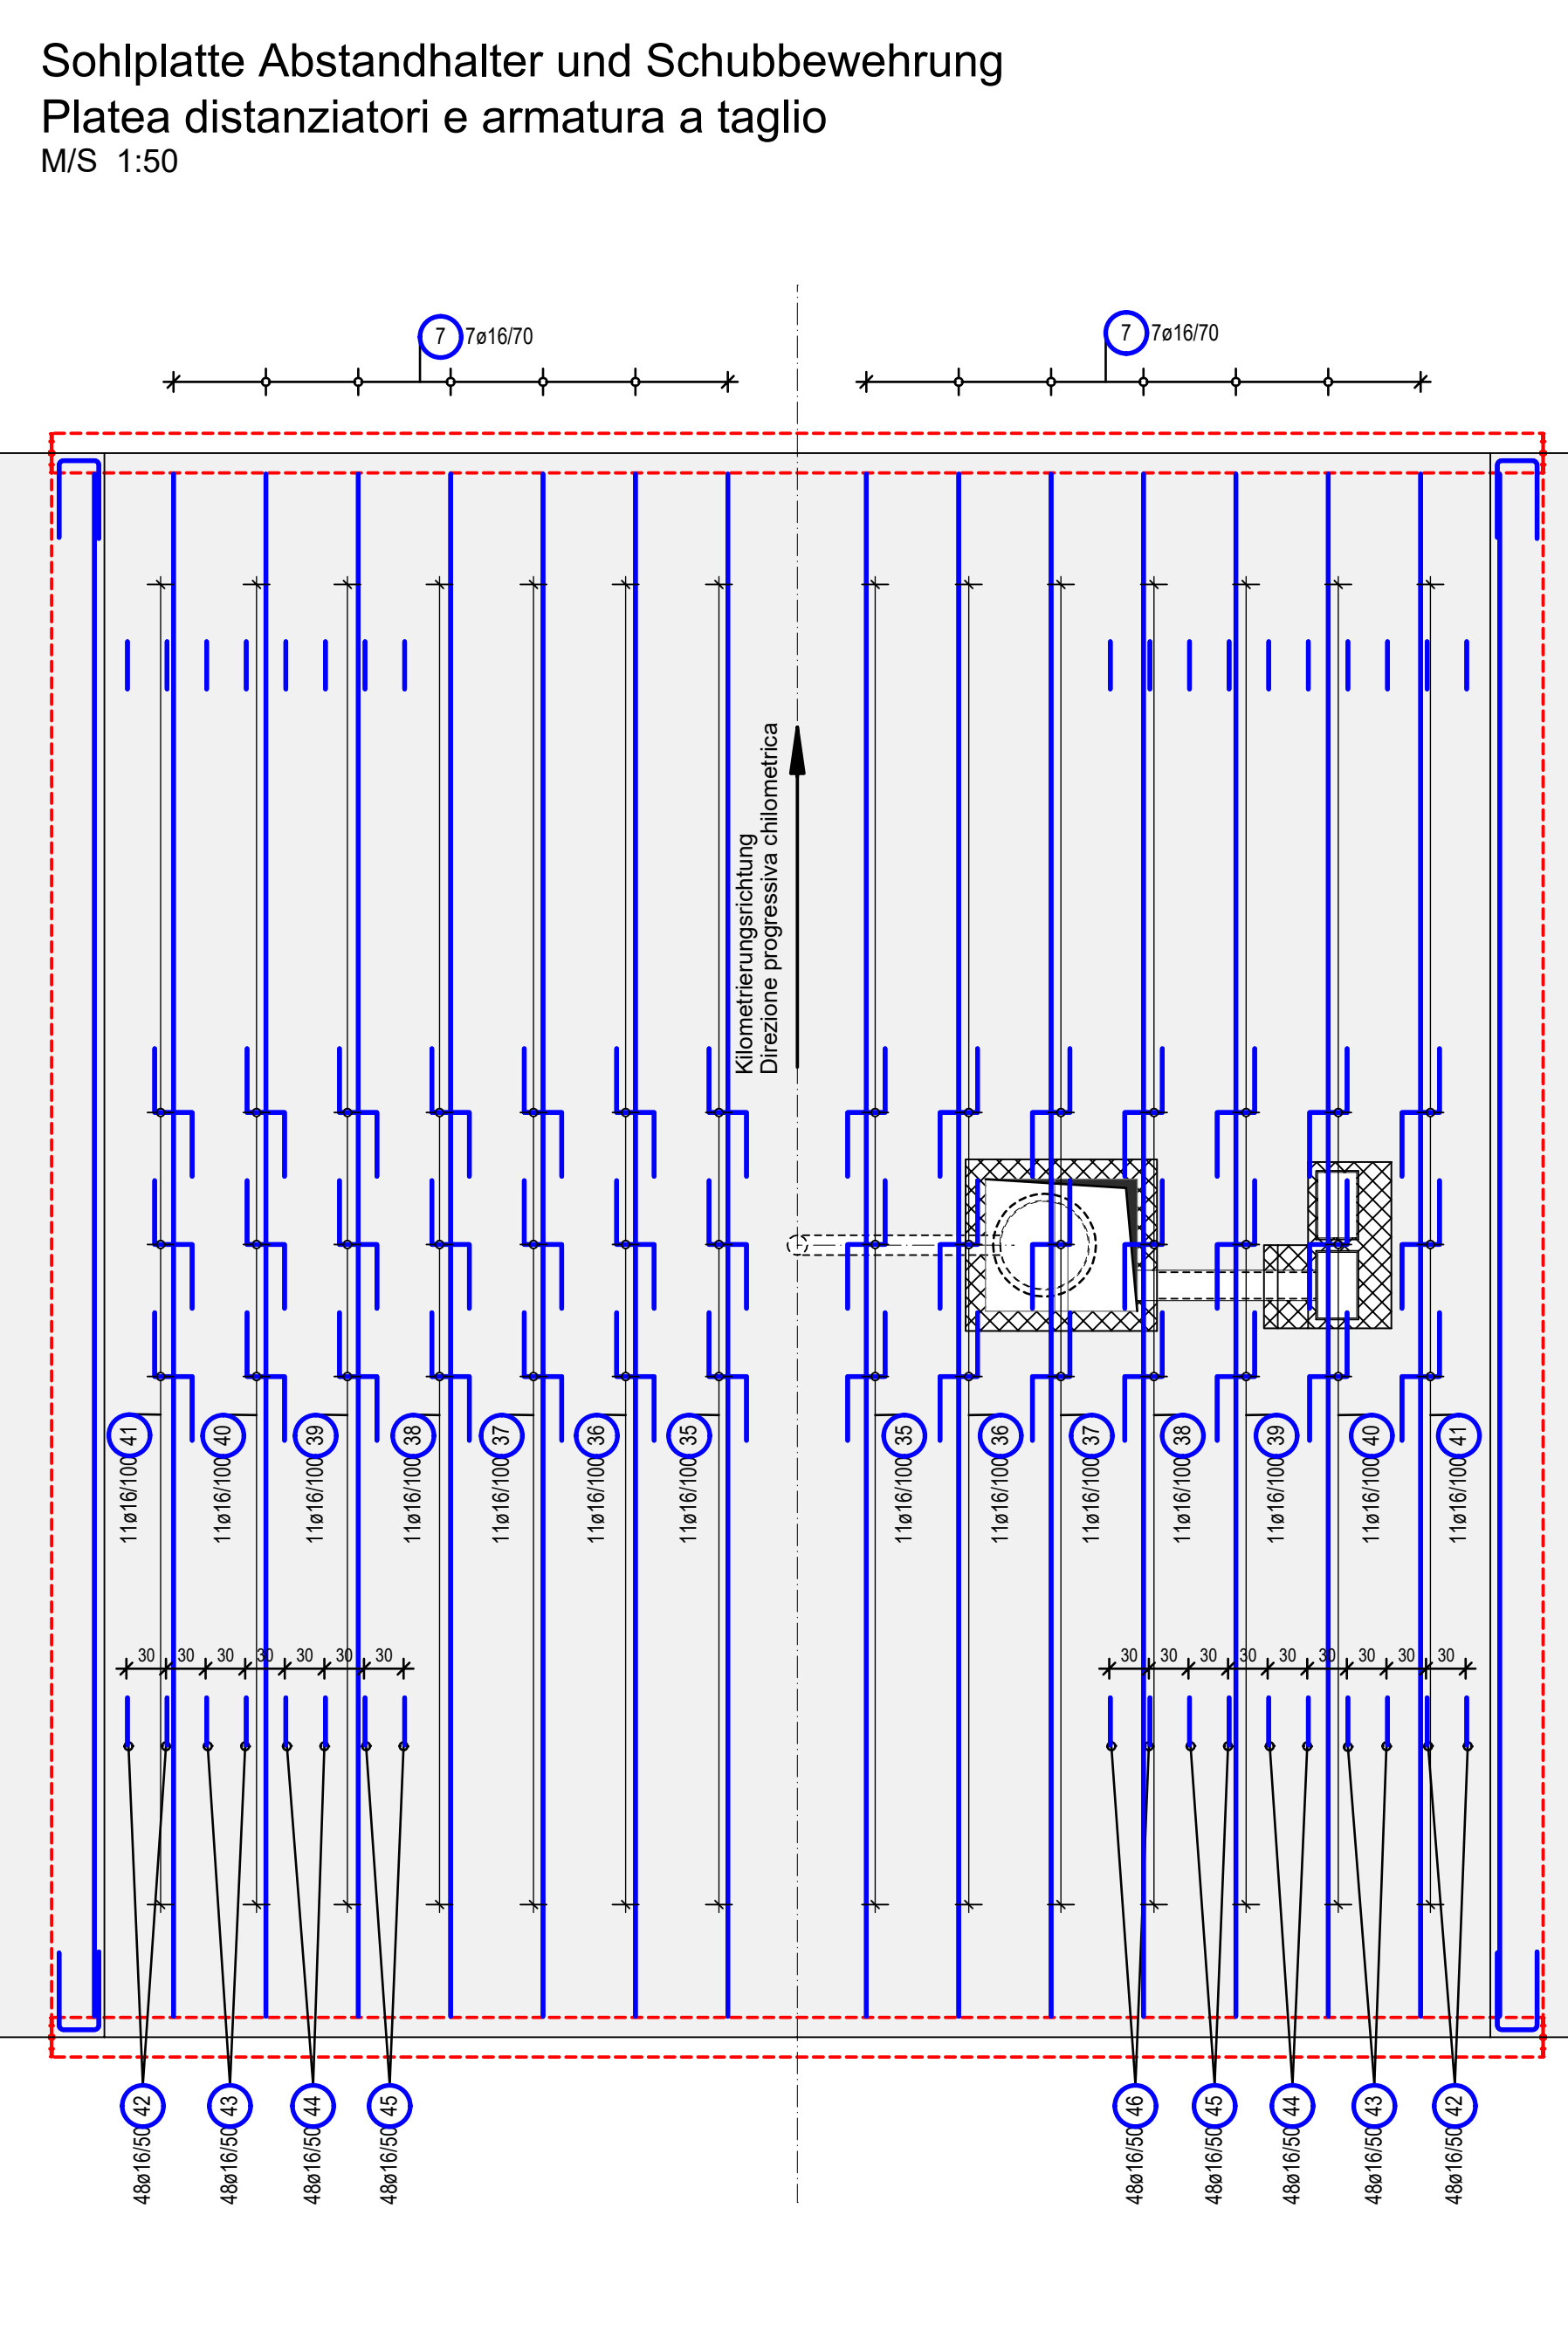 Sohlplatte Abstandhalter und Schubbewehrung
Platea distanziatori e armatura a taglio
M/S 1:50
7 7ø16/70
7 7ø16/70
Kilometrierungsrichtung
Direzione progressiva chilometrica
41 11ø16/100
40 11ø16/100
39 11ø16/100
38 11ø16/100
37 11ø16/100
36 11ø16/100
35 11ø16/100
35 11ø16/100
36 11ø16/100
37 11ø16/100
38 11ø16/100
39 11ø16/100
40 11ø16/100
41 11ø16/100
30 30 30 30 30 30 30
30 30 30 30 30 30 30 30 30
42 48ø16/50
43 48ø16/50
44 48ø16/50
45 48ø16/50
46 48ø16/50
45 48ø16/50
44 48ø16/50
43 48ø16/50
42 48ø16/50